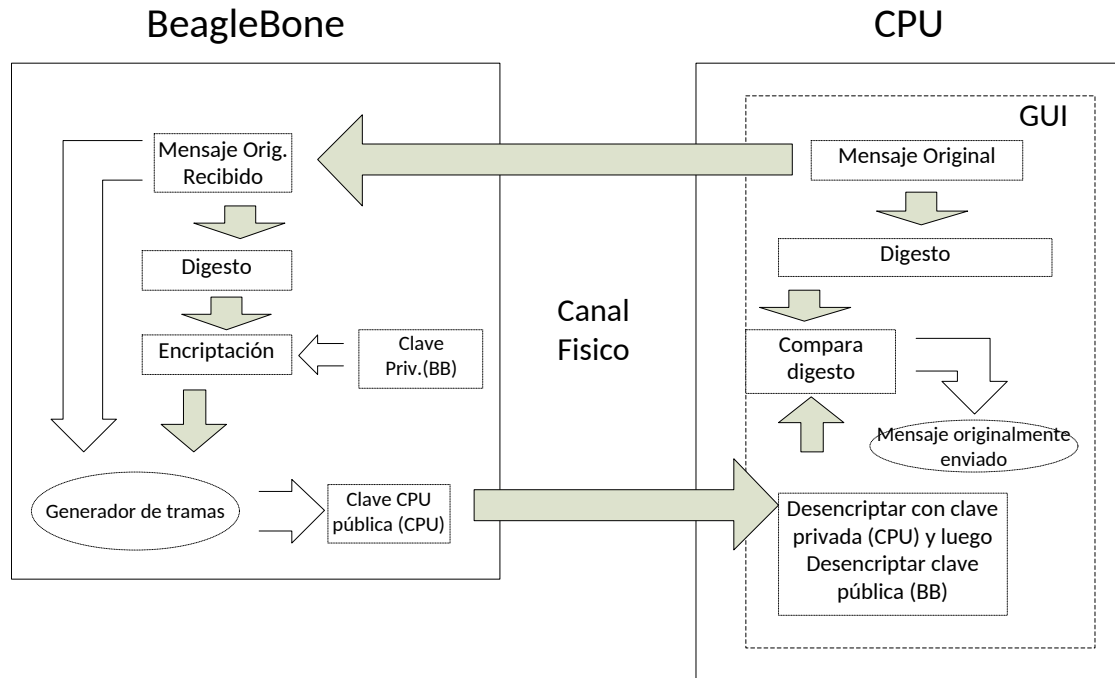 BeagleBone
CPU
GUI
Mensaje Orig.
Recibido
Mensaje Original
Digesto
Digesto
Canal
Fisico
Encriptación
Clave
Priv.(BB)
Compara
digesto
Mensaje originalmente
enviado
Generador de tramas
Clave CPU
pública (CPU)
Desencriptar con clave
privada (CPU) y luego
Desencriptar clave
pública (BB)